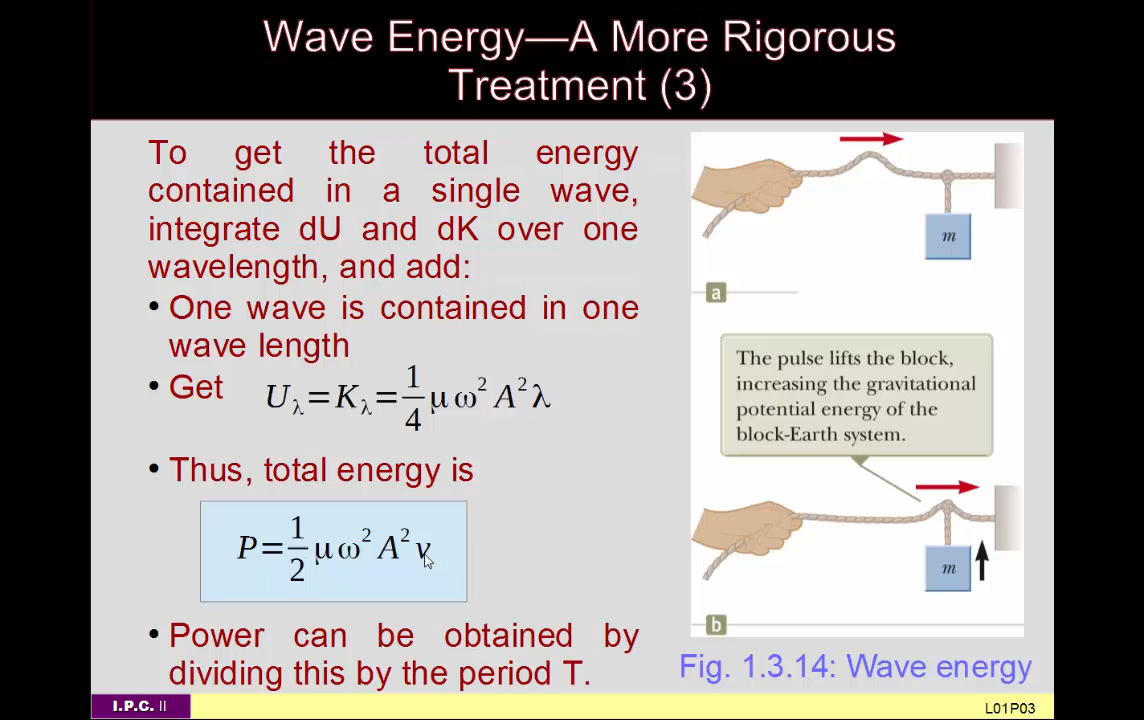 Wave Energy—A More Rigorous
Treatment (3)
To get the total energy
contained in a single wave,
integrate dU and dK over one
wavelength, and add:
• One wave is contained in one
wave length
• Get U_λ=K_λ=1/4 μ ω² A² λ
• Thus, total energy is
P=1/2 μ ω² A² v
• Power can be obtained by
dividing this by the period T.
m
a
The pulse lifts the block,
increasing the gravitational
potential energy of the
block-Earth system.
m
b
Fig. 1.3.14: Wave energy
I.P.C. II
L01P03